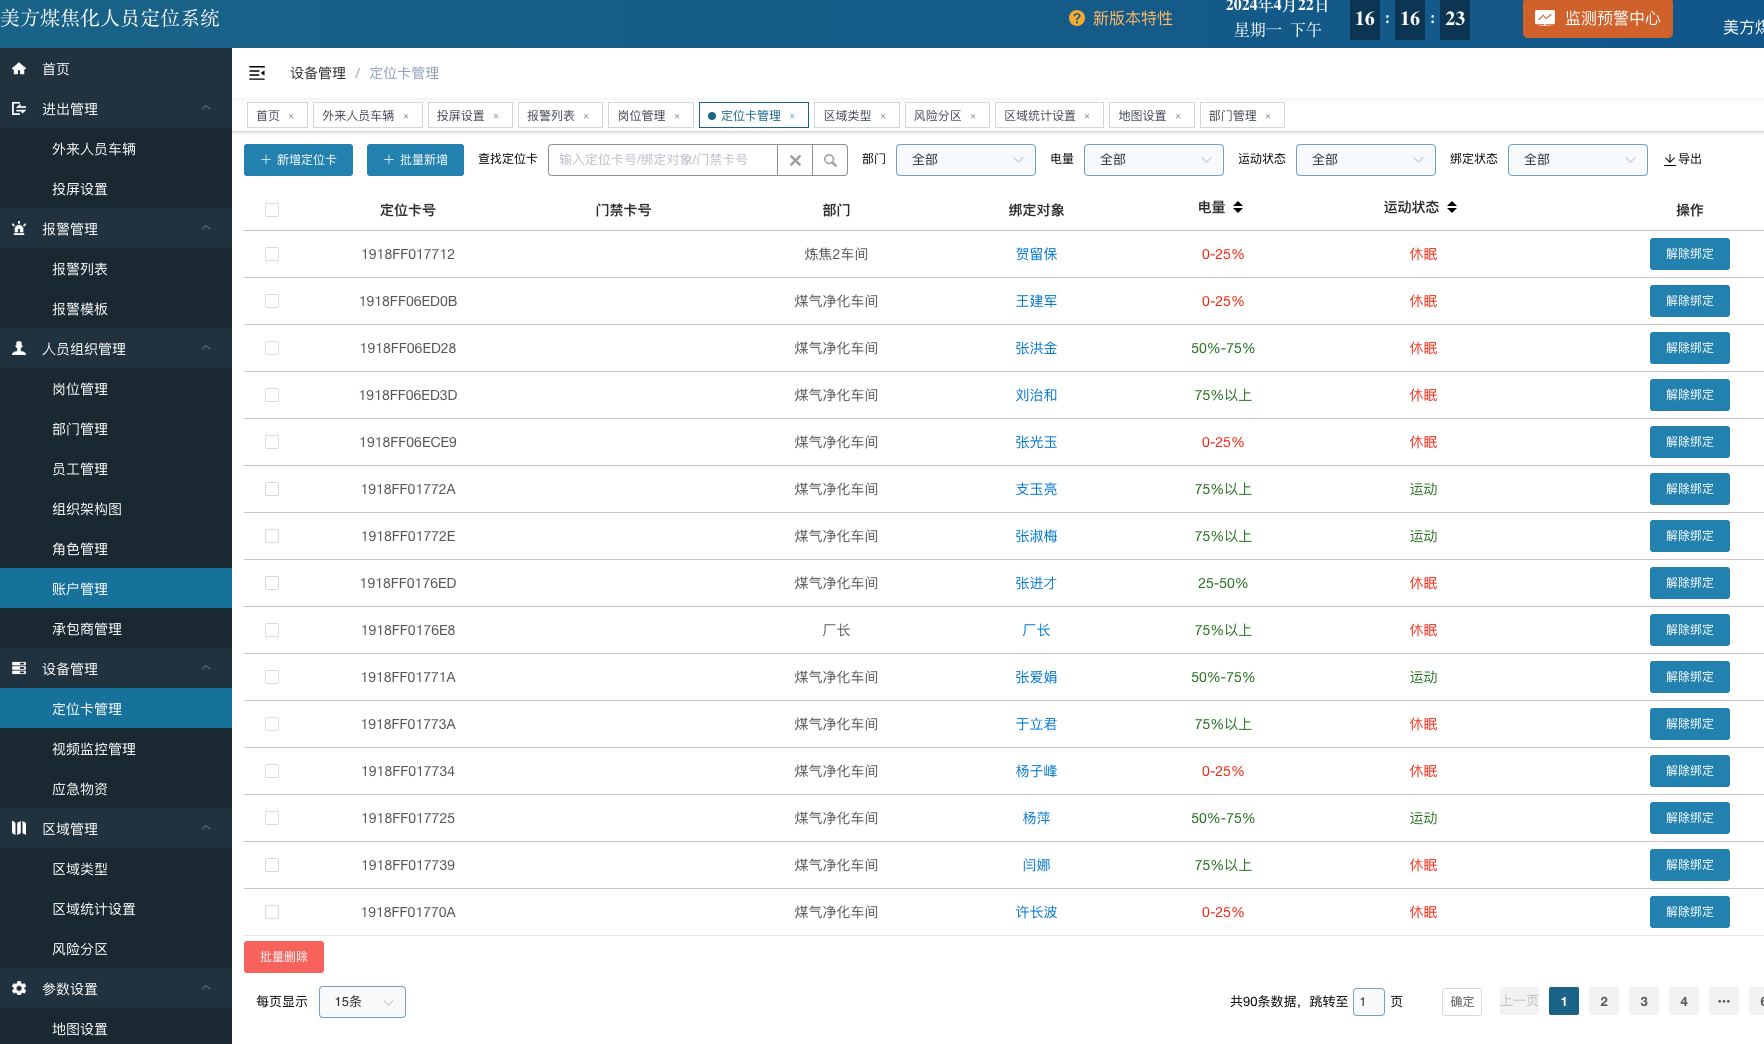 美方煤焦化人员定位系统
新版本特性
2024年4月22日
星期一 下午
16 : 16 : 23
监测预警中心
美方煤
首页
进出管理
外来人员车辆
投屏设置
报警管理
报警列表
报警模板
人员组织管理
岗位管理
部门管理
员工管理
组织架构图
角色管理
账户管理
承包商管理
设备管理
定位卡管理
视频监控管理
应急物资
区域管理
区域类型
区域统计设置
风险分区
参数设置
地图设置
设备管理 / 定位卡管理
首页 × 外来人员车辆 × 投屏设置 × 报警列表 × 岗位管理 × 定位卡管理 × 区域类型 × 风险分区 × 区域统计设置 × 地图设置 × 部门管理 ×
新增定位卡 批量新增 查找定位卡 输入定位卡号/绑定对象/门禁卡号 部门 全部 电量 全部 运动状态 全部 绑定状态 全部 导出
定位卡号 门禁卡号 部门 绑定对象 电量 运动状态 操作
1918FF017712 炼焦2车间 贺留保 0-25% 休眠 解除绑定
1918FF06ED0B 煤气净化车间 王建军 0-25% 休眠 解除绑定
1918FF06ED28 煤气净化车间 张洪金 50%-75% 休眠 解除绑定
1918FF06ED3D 煤气净化车间 刘治和 75%以上 休眠 解除绑定
1918FF06ECE9 煤气净化车间 张光玉 0-25% 休眠 解除绑定
1918FF01772A 煤气净化车间 支玉亮 75%以上 运动 解除绑定
1918FF01772E 煤气净化车间 张淑梅 75%以上 运动 解除绑定
1918FF0176ED 煤气净化车间 张进才 25-50% 休眠 解除绑定
1918FF0176E8 厂长 厂长 75%以上 休眠 解除绑定
1918FF01771A 煤气净化车间 张爱娟 50%-75% 运动 解除绑定
1918FF01773A 煤气净化车间 于立君 75%以上 休眠 解除绑定
1918FF017734 煤气净化车间 杨子峰 0-25% 休眠 解除绑定
1918FF017725 煤气净化车间 杨萍 50%-75% 运动 解除绑定
1918FF017739 煤气净化车间 闫娜 75%以上 休眠 解除绑定
1918FF01770A 煤气净化车间 许长波 0-25% 休眠 解除绑定
批量删除
每页显示 15条 共90条数据，跳转至 1 页 确定 上一页 1 2 3 4 ··· 6